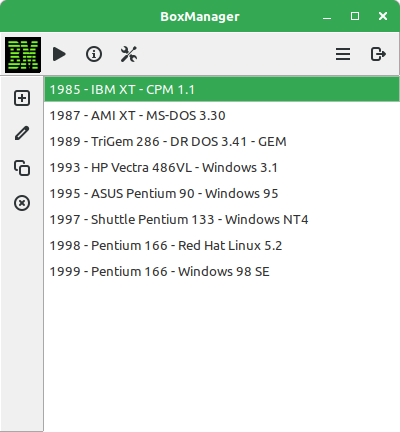 BoxManager
BM
1985 - IBM XT - CPM 1.1
1987 - AMI XT - MS-DOS 3.30
1989 - TriGem 286 - DR DOS 3.41 - GEM
1993 - HP Vectra 486VL - Windows 3.1
1995 - ASUS Pentium 90 - Windows 95
1997 - Shuttle Pentium 133 - Windows NT4
1998 - Pentium 166 - Red Hat Linux 5.2
1999 - Pentium 166 - Windows 98 SE